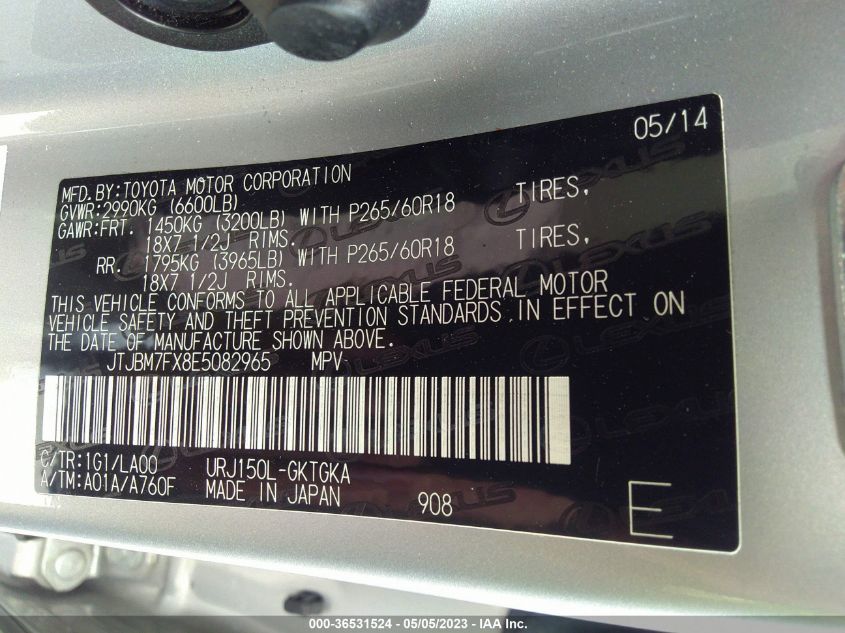 05/14
MFD.BY:TOYOTA MOTOR CORPORATION
GVWR:2990KG (6600LB)
GAWR:FRT. 1450KG (3200LB) WITH P265/60R18 TIRES,
18X7 1/2J RIMS.
RR. 1795KG (3965LB) WITH P265/60R18 TIRES,
18X7 1/2J RIMS.
THIS VEHICLE CONFORMS TO ALL APPLICABLE FEDERAL MOTOR
VEHICLE SAFETY AND THEFT PREVENTION STANDARDS IN EFFECT ON
THE DATE OF MANUFACTURE SHOWN ABOVE.
JTJBM7FX8E5082965 MPV
C/TR:1G1/LA00 URJ150L-GKTGKA
A/TM:A01A/A760F MADE IN JAPAN 908 E
LEXUS
000-36531524 - 05/05/2023 - IAA Inc.